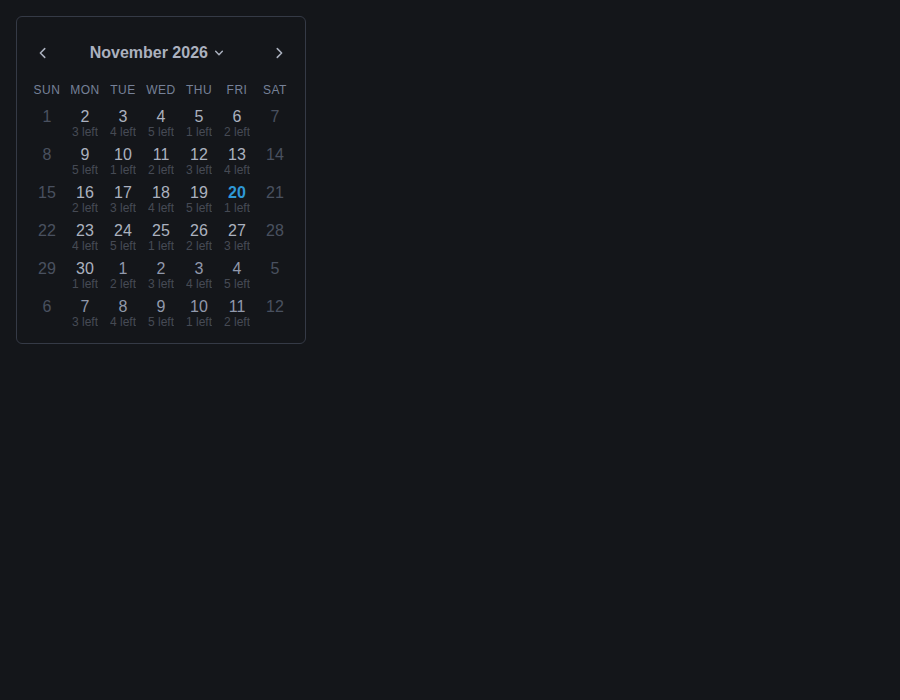 November 2026
SUN MON TUE WED THU FRI SAT
1 2 3 4 5 6 7
3 left 4 left 5 left 1 left 2 left
8 9 10 11 12 13 14
5 left 1 left 2 left 3 left 4 left
15 16 17 18 19 20 21
2 left 3 left 4 left 5 left 1 left
22 23 24 25 26 27 28
4 left 5 left 1 left 2 left 3 left
29 30 1 2 3 4 5
1 left 2 left 3 left 4 left 5 left
6 7 8 9 10 11 12
3 left 4 left 5 left 1 left 2 left